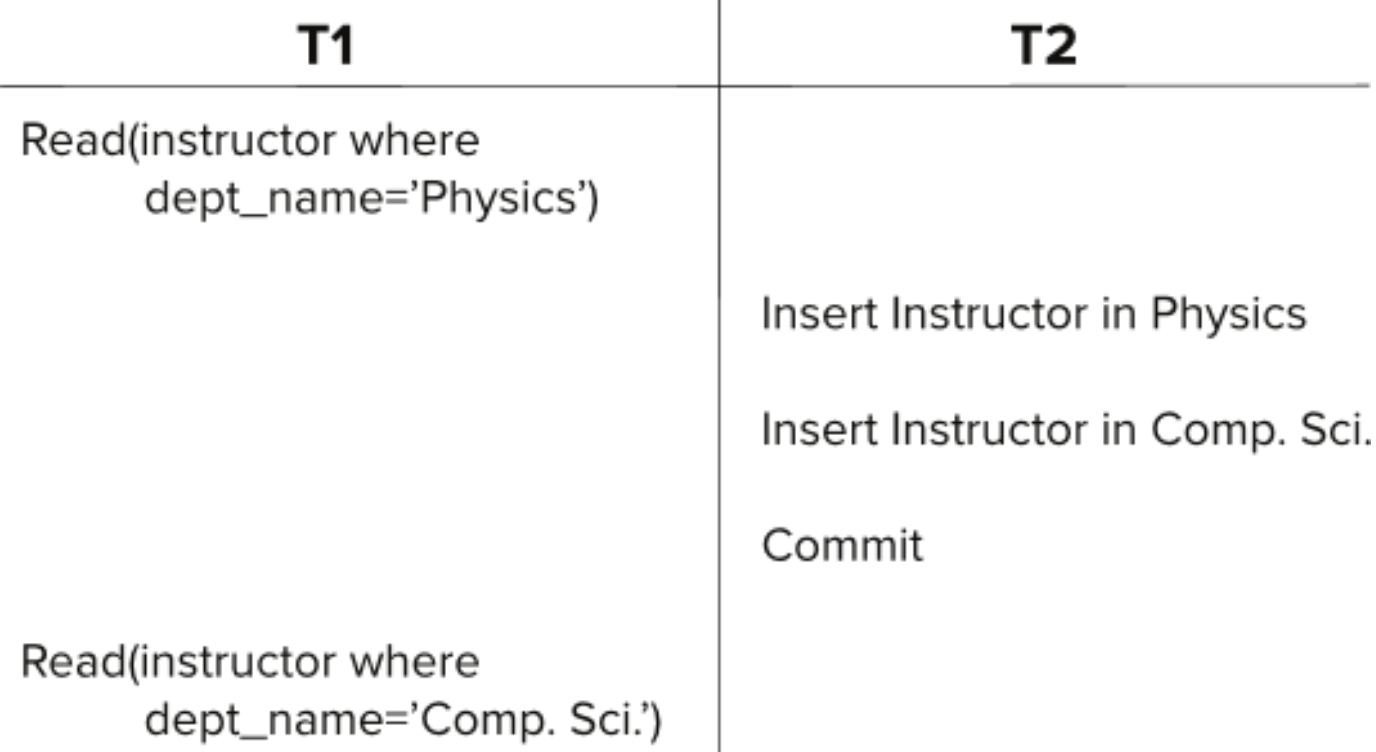 T1 T2
Read(instructor where
dept_name=’Physics’)
Insert Instructor in Physics
Insert Instructor in Comp. Sci.
Commit
Read(instructor where
dept_name=’Comp. Sci.’)